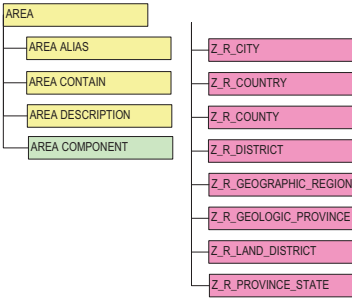 AREA
AREA ALIAS
AREA CONTAIN
AREA DESCRIPTION
AREA COMPONENT
Z_R_CITY
Z_R_COUNTRY
Z_R_COUNTY
Z_R_DISTRICT
Z_R_GEOGRAPHIC_REGION
Z_R_GEOLOGIC_PROVINCE
Z_R_LAND_DISTRICT
Z_R_PROVINCE_STATE